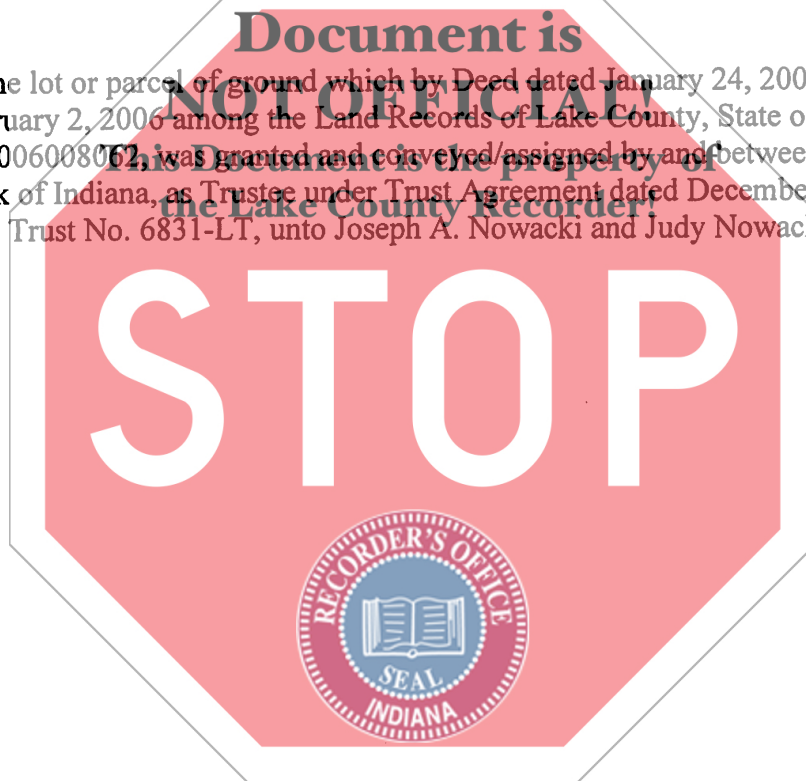 Document is
ne lot or parcel of ground which by Deed dated January 24, 200
NOT OFFICIAL!
ruary 2, 2006 among the Land Records of Lake County, State o
006008062, was granted and conveyed/assigned by and betwee
This Document is the property of
k of Indiana, as Trustee under Trust Agreement dated Decembe
the Lake County Recorder!
Trust No. 6831-LT, unto Joseph A. Nowacki and Judy Nowac
STOP
RECORDER'S OFFICE
SEAL
INDIANA